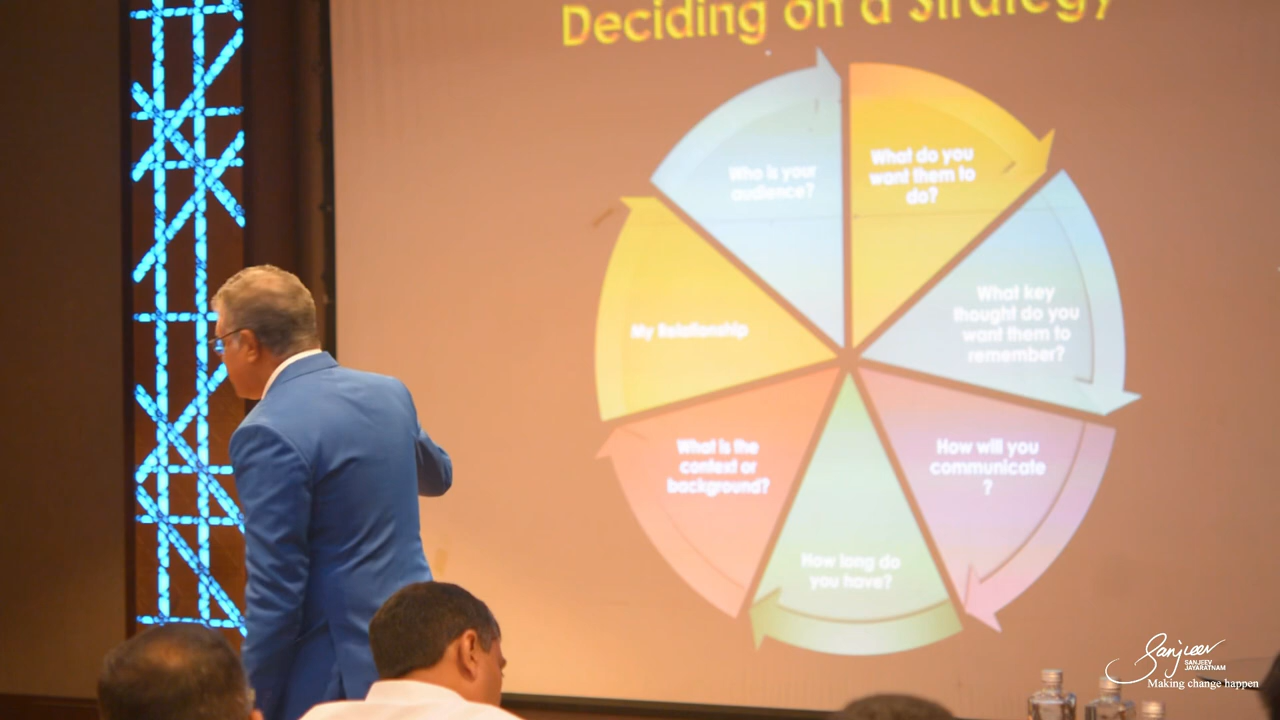 Deciding on a Strategy
Who is your
audience?
What do you
want them to
do?
What key
thought do you
want them to
remember?
My Relationship
What is the
context or
background?
How will you
communicate
?
How long do
you have?
Sanjeev
SANJEEV
JAYARATNAM
Making change happen